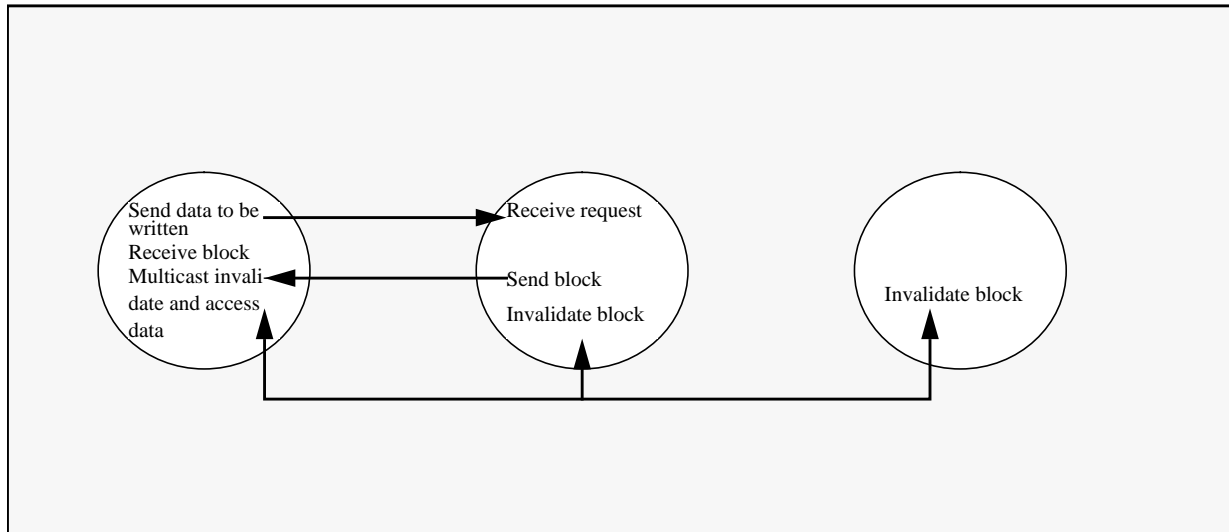 Send data to be
written
Receive block
Multicast invali
date and access
data
Receive request
Send block
Invalidate block
Invalidate block